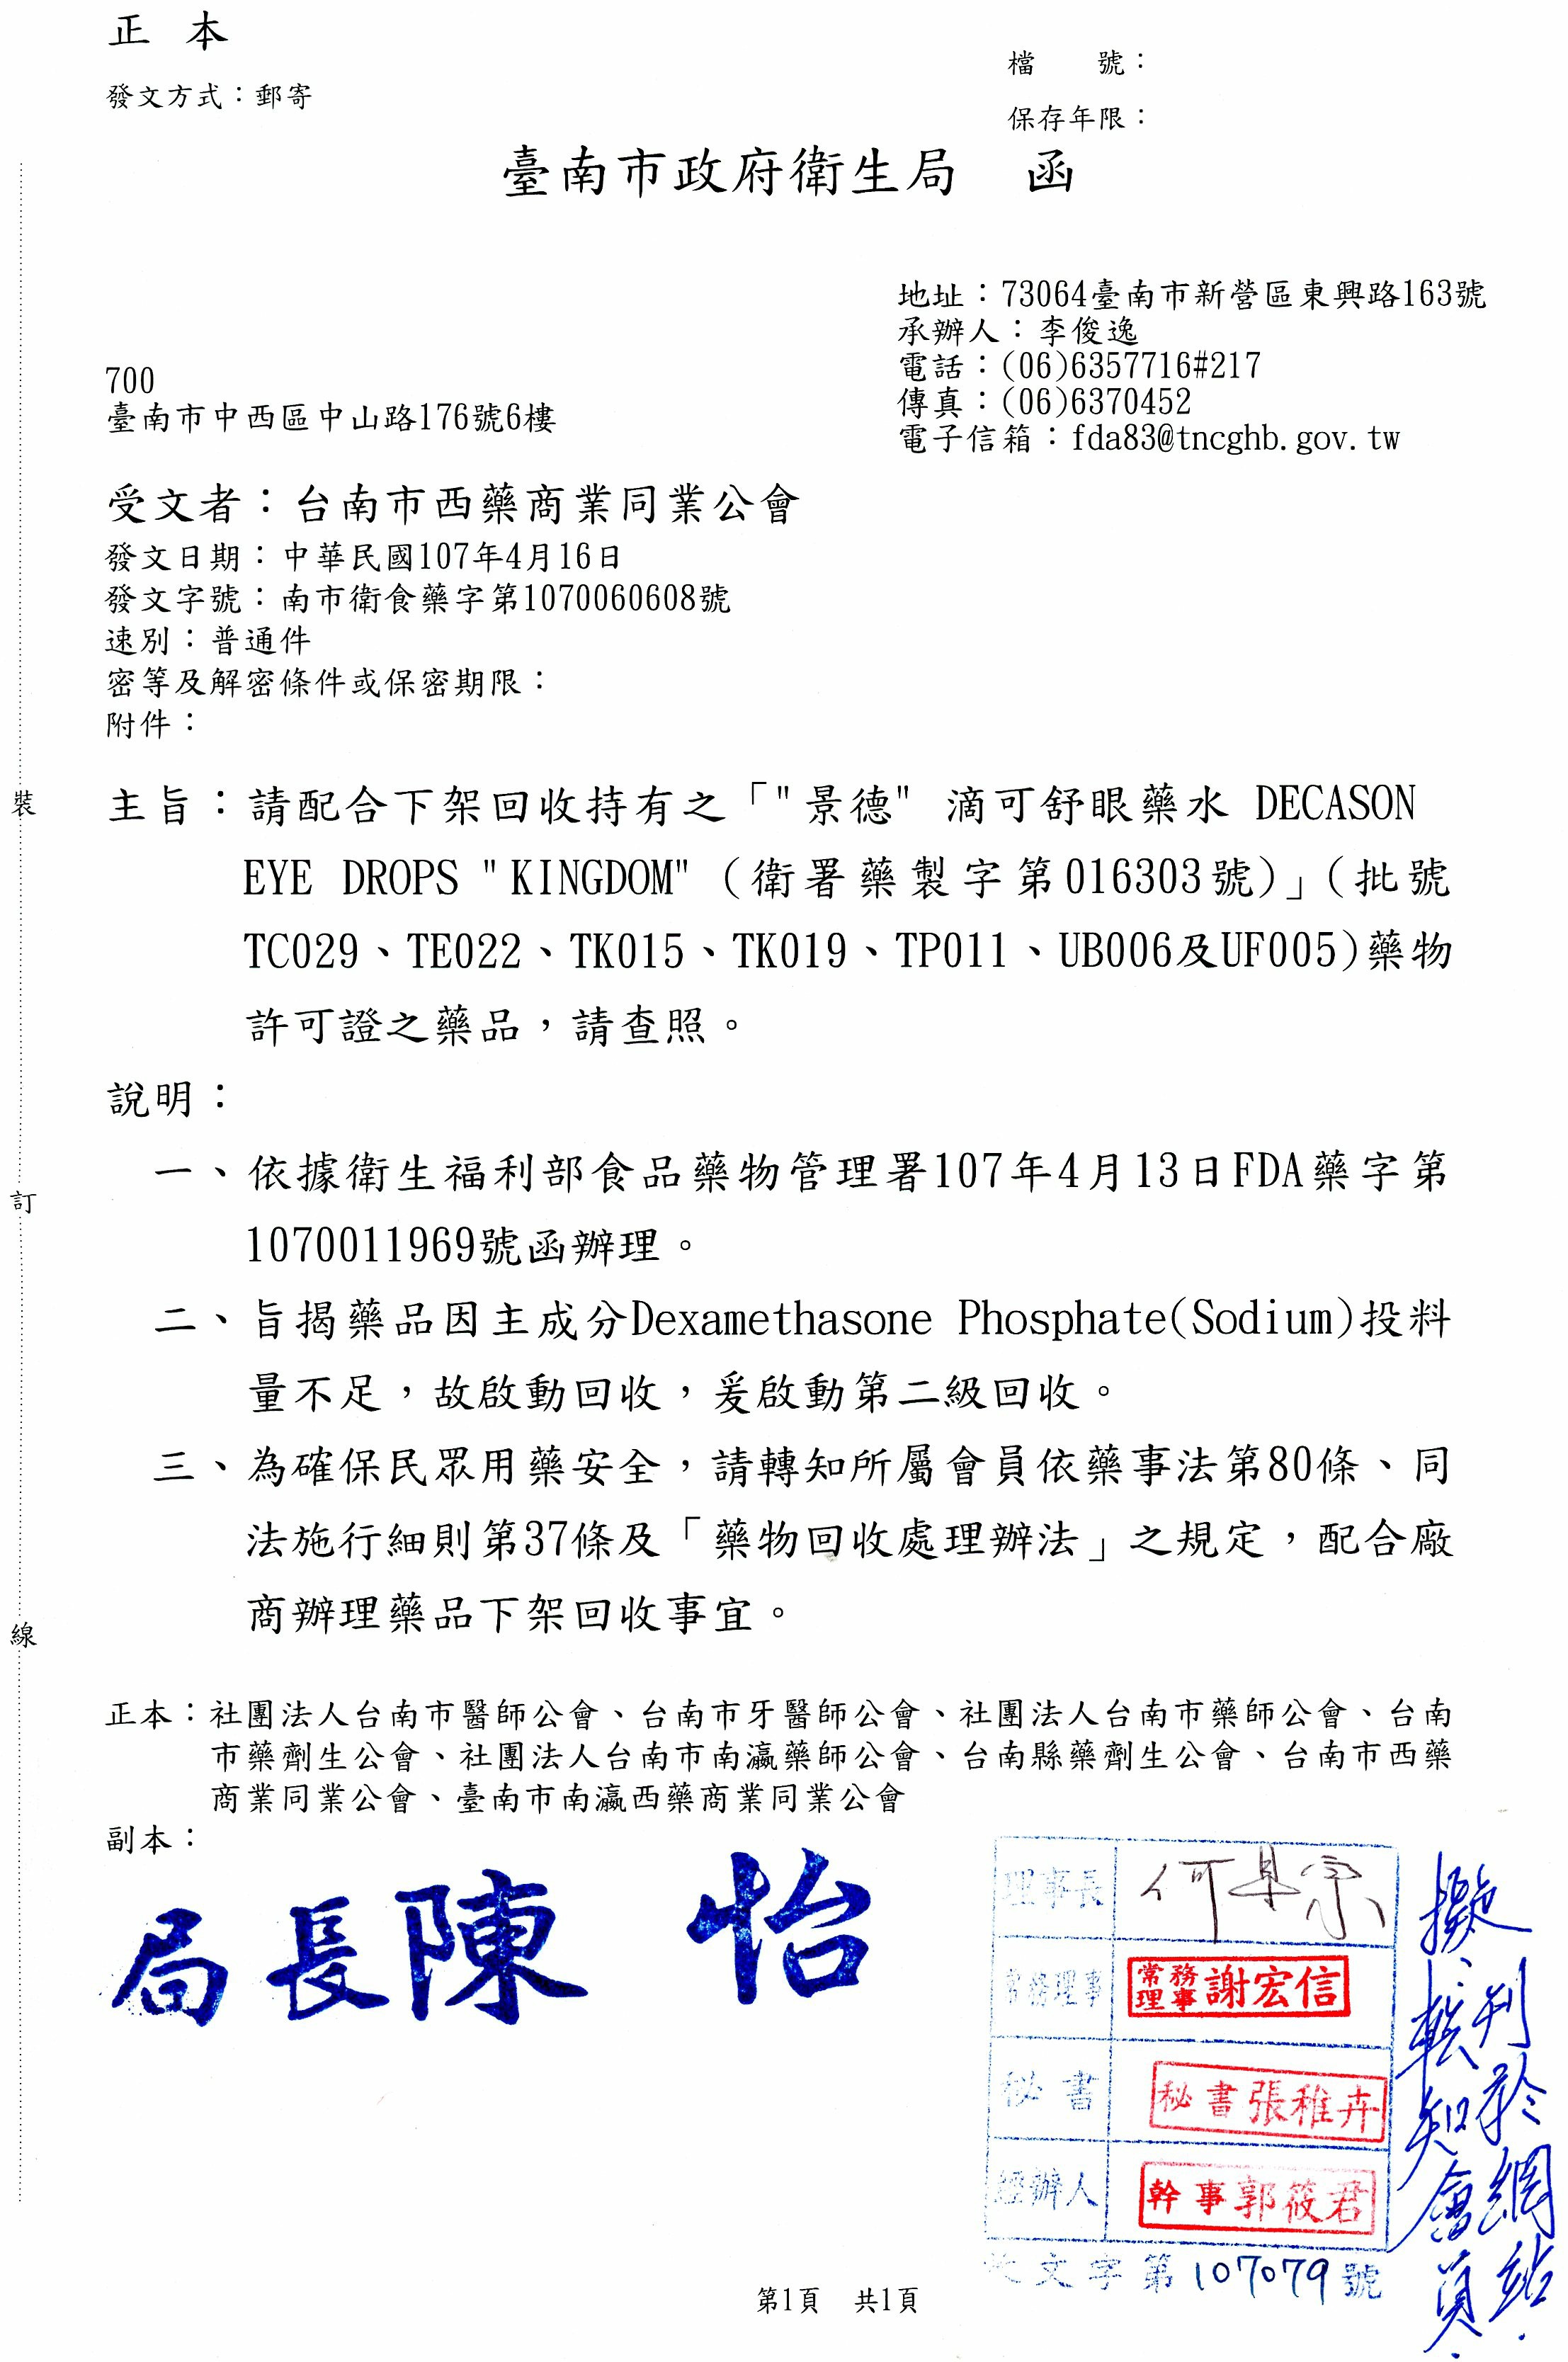 正 本
發文方式：郵寄
檔　　號：
保存年限：
臺南市政府衛生局　函
地址：73064臺南市新營區東興路163號
承辦人：李俊逸
電話：(06)6357716#217
傳真：(06)6370452
電子信箱：fda83@tncghb.gov.tw
700
臺南市中西區中山路176號6樓
受文者：台南市西藥商業同業公會
發文日期：中華民國107年4月16日
發文字號：南市衛食藥字第1070060608號
速別：普通件
密等及解密條件或保密期限：
附件：
主旨：請配合下架回收持有之「"景德" 滴可舒眼藥水 DECASON
EYE DROPS "KINGDOM"（衛署藥製字第016303號）」（批號
TC029、TE022、TK015、TK019、TP011、UB006及UF005)藥物
許可證之藥品，請查照。
說明：
一、依據衛生福利部食品藥物管理署107年4月13日FDA藥字第
1070011969號函辦理。
二、旨揭藥品因主成分Dexamethasone Phosphate(Sodium)投料
量不足，故啟動回收，爰啟動第二級回收。
三、為確保民眾用藥安全，請轉知所屬會員依藥事法第80條、同
法施行細則第37條及「藥物回收處理辦法」之規定，配合廠
商辦理藥品下架回收事宜。
正本：社團法人台南市醫師公會、台南市牙醫師公會、社團法人台南市藥師公會、台南
市藥劑生公會、社團法人台南市南瀛藥師公會、台南縣藥劑生公會、台南市西藥
商業同業公會、臺南市南瀛西藥商業同業公會
副本：
局長陳 怡
理事長
常務理事 常務理事 謝宏信
秘書 秘書張稚卉
經辦人 幹事郭筱君
文字第107079號
擬、刊於網站.
轉知會員.
第1頁　共1頁
裝
訂
線